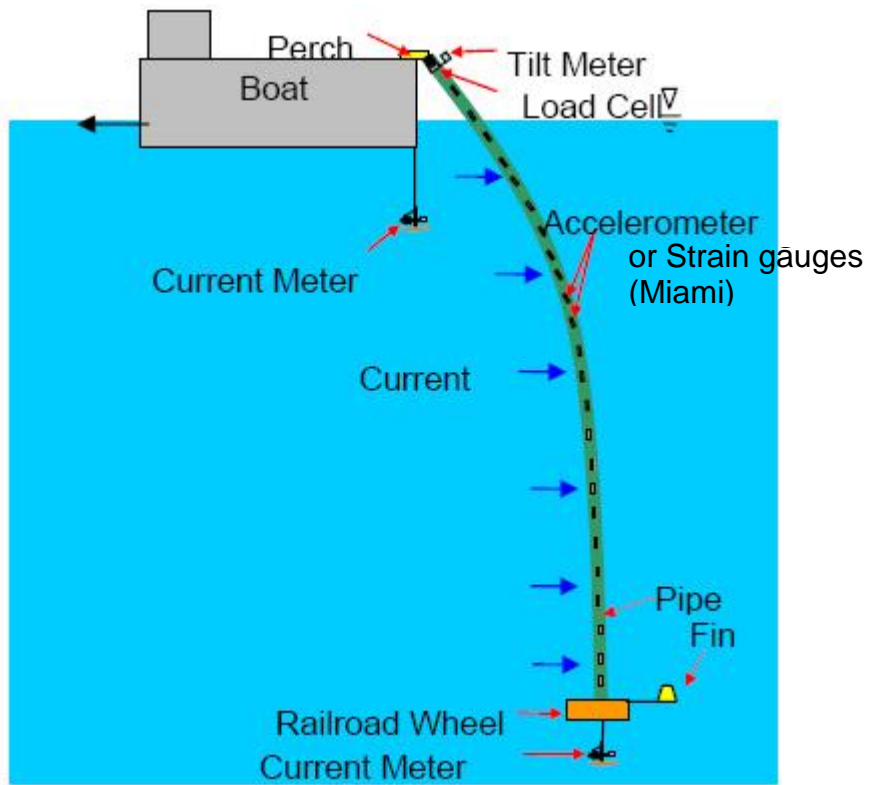 Perch
Tilt Meter
Boat
Load Cell
Accelerometer
or Strain gauges
(Miami)
Current Meter
Current
Pipe
Fin
Railroad Wheel
Current Meter